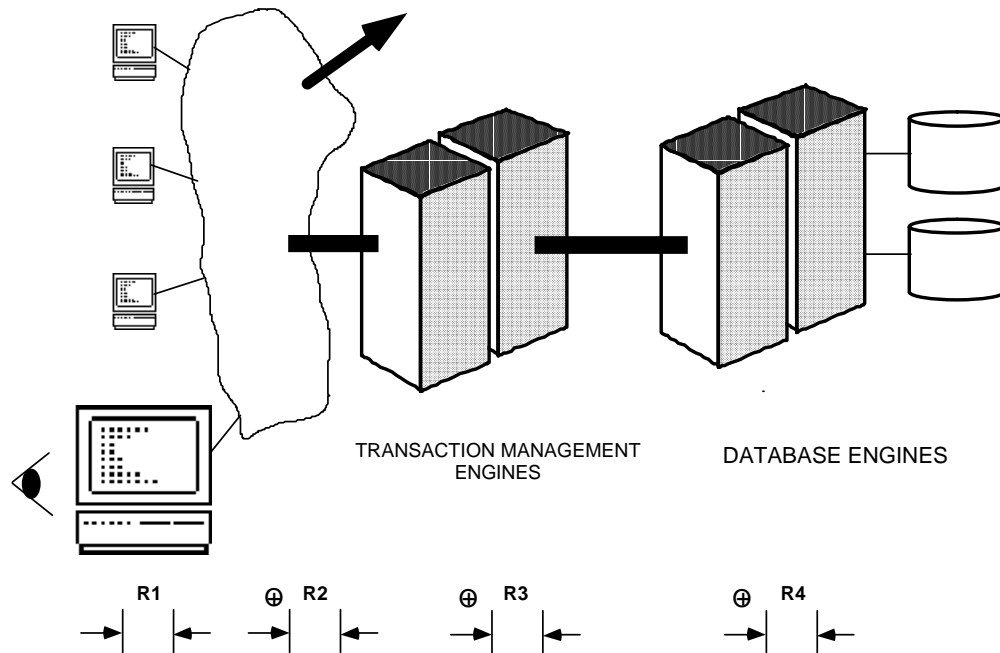 TRANSACTION MANAGEMENT
ENGINES
DATABASE ENGINES
R1 ⊕ R2 ⊕ R3 ⊕ R4